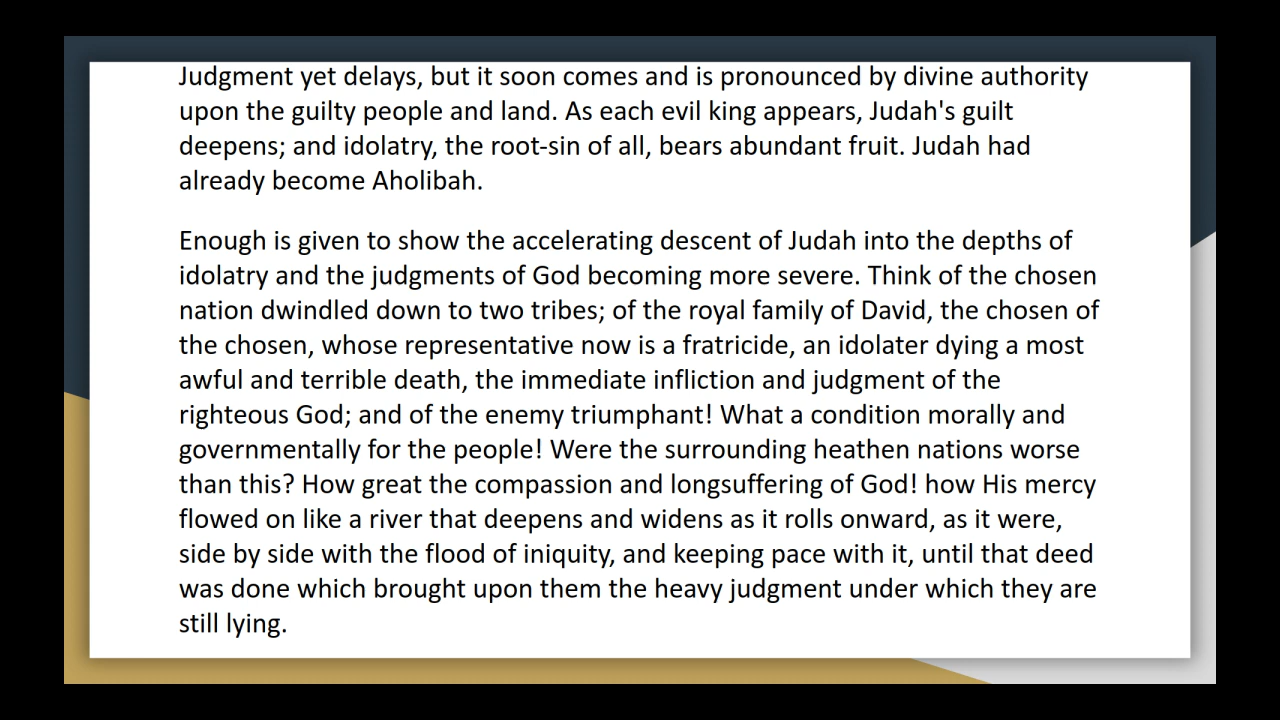 Judgment yet delays, but it soon comes and is pronounced by divine authority
upon the guilty people and land. As each evil king appears, Judah's guilt
deepens; and idolatry, the root-sin of all, bears abundant fruit. Judah had
already become Aholibah.
Enough is given to show the accelerating descent of Judah into the depths of
idolatry and the judgments of God becoming more severe. Think of the chosen
nation dwindled down to two tribes; of the royal family of David, the chosen of
the chosen, whose representative now is a fratricide, an idolater dying a most
awful and terrible death, the immediate infliction and judgment of the
righteous God; and of the enemy triumphant! What a condition morally and
governmentally for the people! Were the surrounding heathen nations worse
than this? How great the compassion and longsuffering of God! how His mercy
flowed on like a river that deepens and widens as it rolls onward, as it were,
side by side with the flood of iniquity, and keeping pace with it, until that deed
was done which brought upon them the heavy judgment under which they are
still lying.